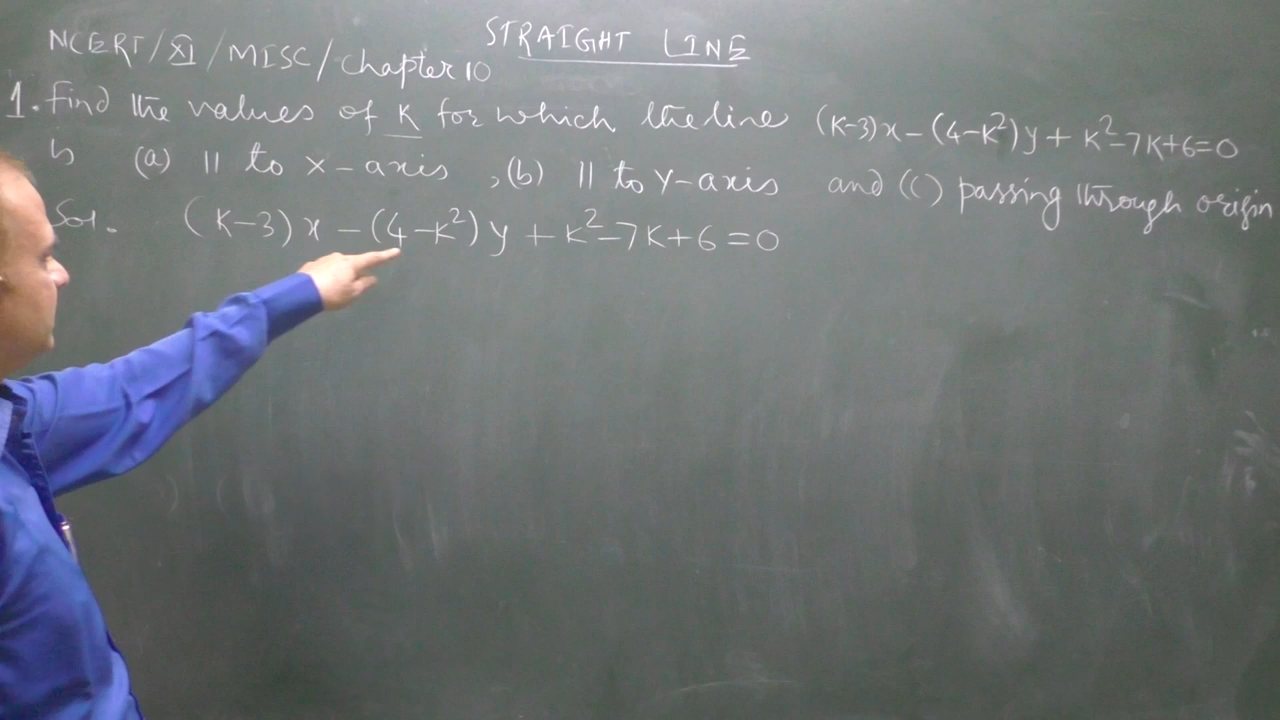 STRAIGHT LINE
NCERT/XI/MISC/Chapter 10
1. Find the values of K for which the line (K-3)x-(4-K²)y+K²-7K+6=0
is (a) || to x-axis, (b) || to Y-axis and (c) passing through origin
Sol. (K-3)x-(4-K²)y+K²-7K+6=0